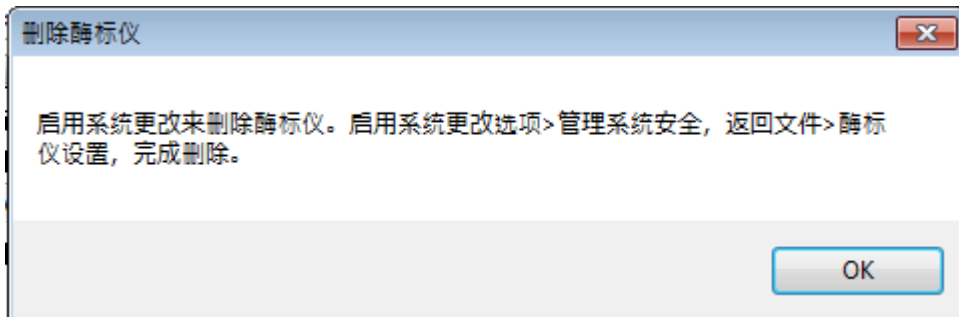 删除酶标仪
启用系统更改来删除酶标仪。启用系统更改选项>管理系统安全，返回文件>酶标
仪设置，完成删除。
OK